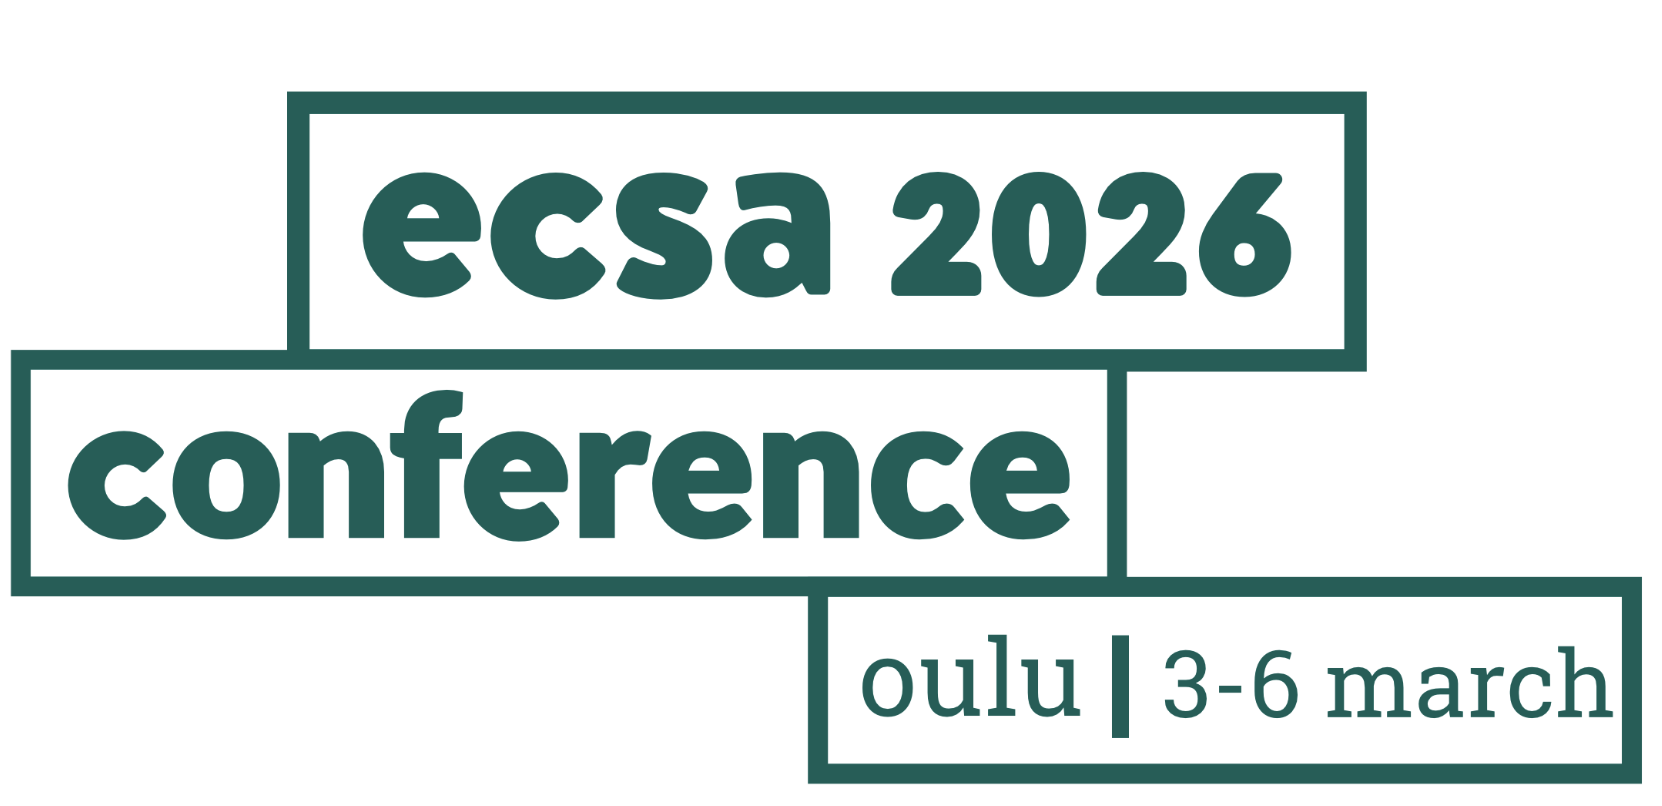 ecsa 2026
conference
oulu | 3-6 march